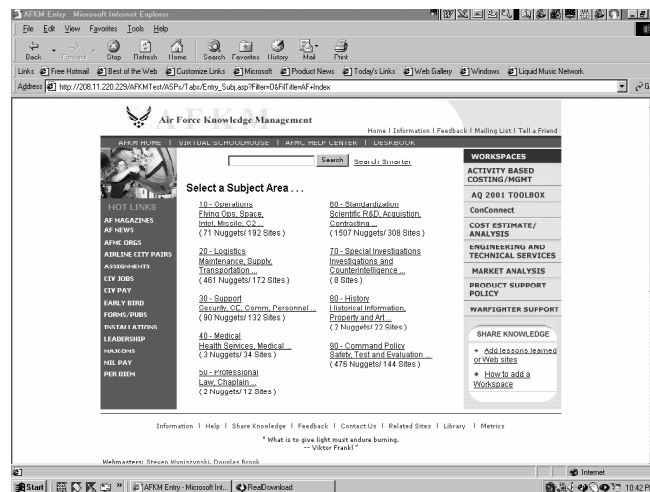 AFKM Entry - Microsoft Internet Explorer
File Edit View Favorites Tools Help
Back Forward Stop Refresh Home Search Favorites History Mail Print
Links Free Hotmail Best of the Web Customize Links Microsoft Product News Today's Links Web Gallery Windows Liquid Music Network
Address http://208.11.220.229/AFKMTest/ASPs/Tabs/Entry_Subj.asp?Filter=0&FilTitle=AF+Index
AFKM
Air Force Knowledge Management
Home | Information | Feedback | Mailing List | Tell a Friend
AFKM HOME | VIRTUAL SCHOOLHOUSE | AFMC HELP CENTER | DESKBOOK
Search Search Smarter
Select a Subject Area . . .
HOT LINKS
AF MAGAZINES
AF NEWS
AFMC ORGS
AIRLINE CITY PAIRS
ASSIGNMENTS
CIV JOBS
CIV PAY
EARLY BIRD
FORMS/PUBS
INSTALLATIONS
LEADERSHIP
MAJCOMS
MIL PAY
PER DIEM
10 - Operations
Flying Ops, Space,
Intel, Missile, C2 ...
( 71 Nuggets/ 192 Sites )
20 - Logistics
Maintenance, Supply,
Transportation ...
( 461 Nuggets/ 172 Sites )
30 - Support
Security, CE, Comm, Personnel ...
( 90 Nuggets/ 132 Sites )
40 - Medical
Health Services, Medical ...
( 3 Nuggets/ 34 Sites )
50 - Professional
Law, Chaplain ...
( 2 Nuggets/ 12 Sites )
60 - Standardization
Scientific R&D, Acquistion,
Contracting ...
( 1507 Nuggets/ 308 Sites )
70 - Special Investigations
Investigations and
Counterintelligence ...
( 8 Sites )
80 - History
Historical Information,
Property and Art ...
( 2 Nuggets/ 22 Sites )
90 - Command Policy
Safety, Test and Evaluation ...
( 476 Nuggets/ 144 Sites )
WORKSPACES
ACTIVITY BASED
COSTING/MGMT
AQ 2001 TOOLBOX
ConConnect
COST ESTIMATE/
ANALYSIS
ENGINEERING AND
TECHNICAL SERVICES
MARKET ANALYSIS
PRODUCT SUPPORT
POLICY
WARFIGHTER SUPPORT
SHARE KNOWLEDGE
Add lessons learned
or Web sites
How to add a
Workspace
Information | Help | Share Knowledge | Feedback | Contact Us | Related Sites | Library | Metrics
" What is to give light must endure burning.
-- Viktor Frankl "
Webmasters: Steven Douglas Brook
Internet
Start AFKM Entry - Microsoft Int... RealDownload 10:42 P